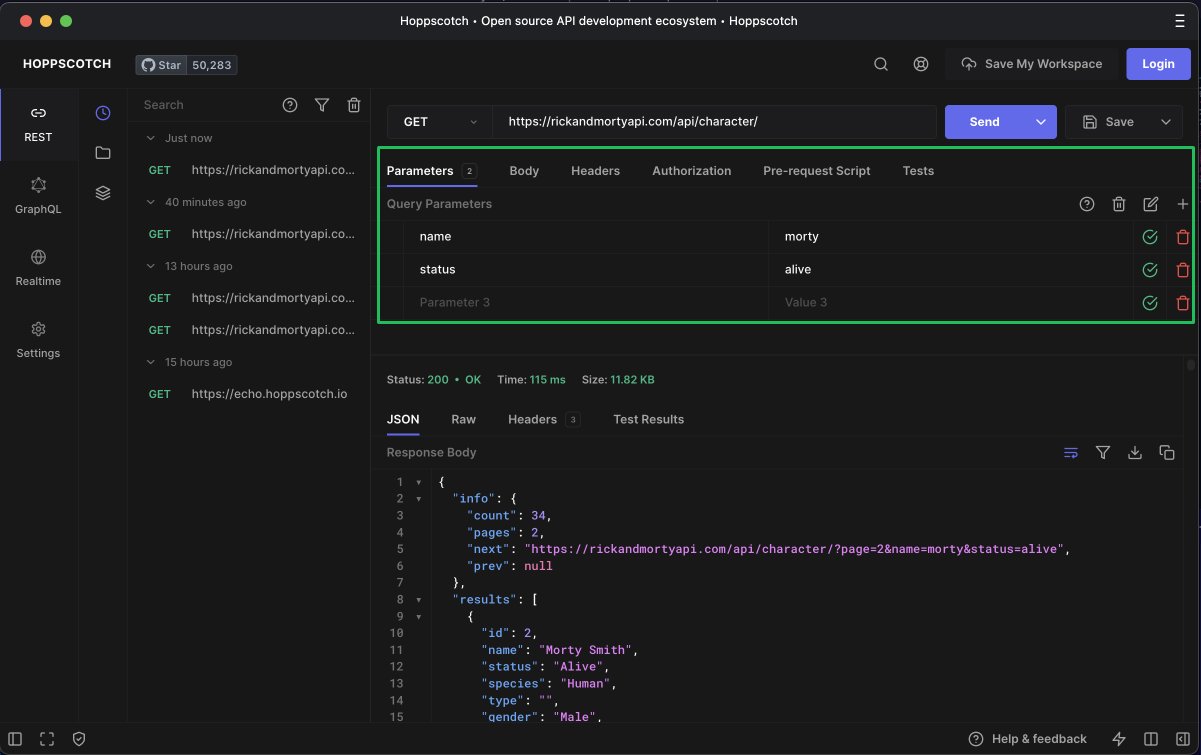 Hoppscotch • Open source API development ecosystem • Hoppscotch
HOPPSCOTCH
Star 50,283
Save My Workspace
Login
REST
GraphQL
Realtime
Settings
Search
Just now
GET https://rickandmortyapi.co...
40 minutes ago
GET https://rickandmortyapi.co...
13 hours ago
GET https://rickandmortyapi.co...
GET https://rickandmortyapi.co...
15 hours ago
GET https://echo.hoppscotch.io
GET https://rickandmortyapi.com/api/character/ Send Save
Parameters 2 Body Headers Authorization Pre-request Script Tests
Query Parameters
name morty
status alive
Parameter 3 Value 3
Status: 200 • OK Time: 115 ms Size: 11.82 KB
JSON Raw Headers 3 Test Results
Response Body
1 {
2 "info": {
3 "count": 34,
4 "pages": 2,
5 "next": "https://rickandmortyapi.com/api/character/?page=2&name=morty&status=alive",
6 "prev": null
7 },
8 "results": [
9 {
10 "id": 2,
11 "name": "Morty Smith",
12 "status": "Alive",
13 "species": "Human",
14 "type": "",
15 "gender": "Male",
Help & feedback